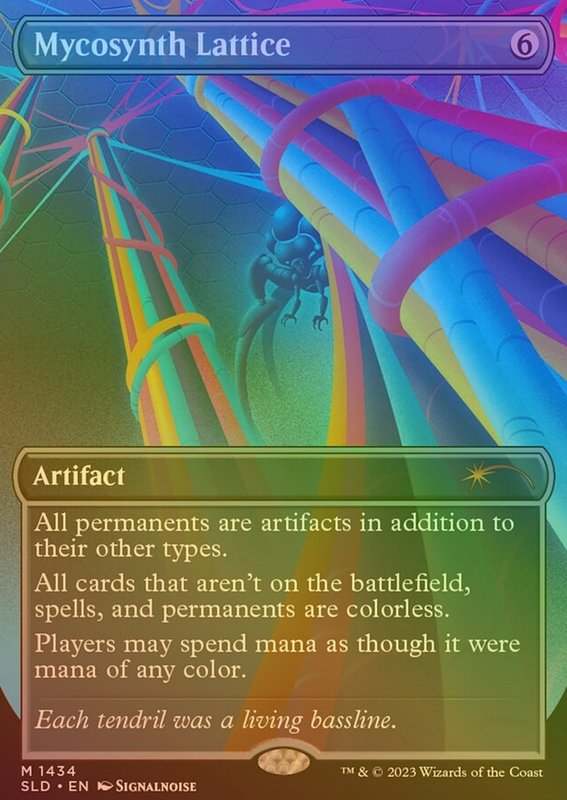 Mycosynth Lattice 6
Artifact
All permanents are artifacts in addition to
their other types.
All cards that aren't on the battlefield,
spells, and permanents are colorless.
Players may spend mana as though it were
mana of any color.
Each tendril was a living bassline.
M 1434
SLD • EN SIGNALNOISE
™ & © 2023 Wizards of the Coast